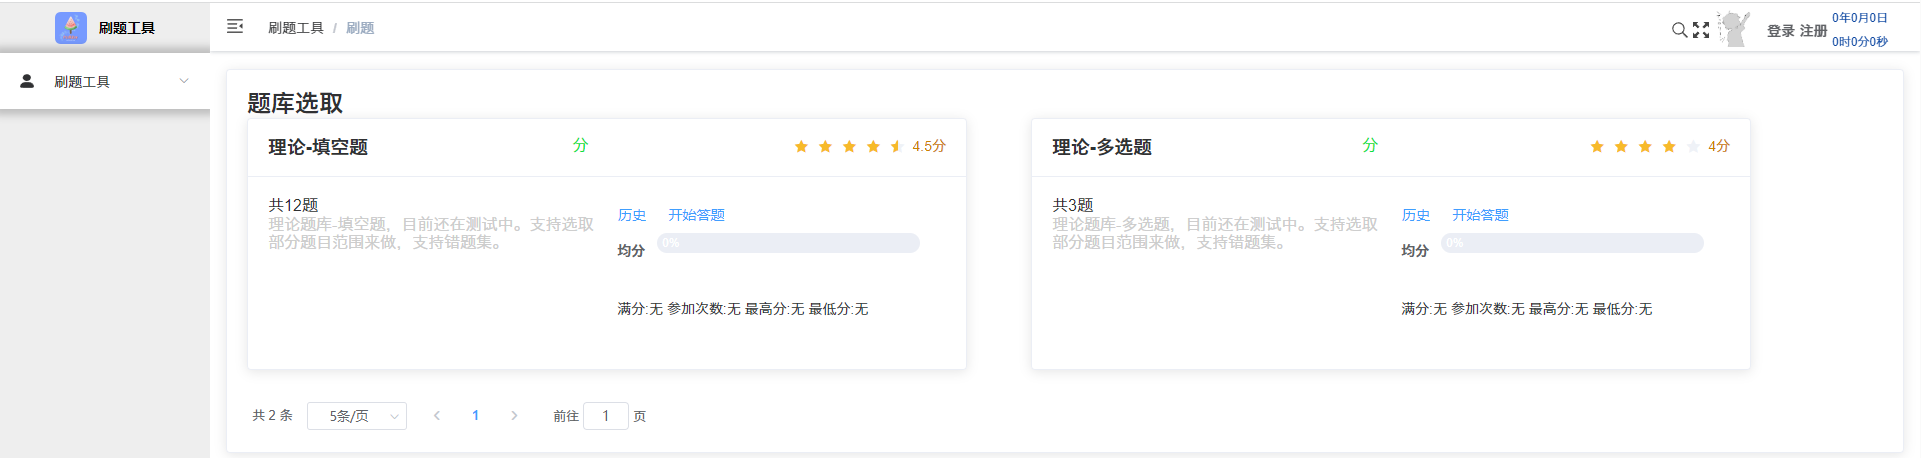 刷题工具
刷题工具 / 刷题
登录 注册
0年0月0日
0时0分0秒
刷题工具
题库选取
理论-填空题
分
4.5分
共12题
理论题库-填空题，目前还在测试中。支持选取
部分题目范围来做，支持错题集。
历史 开始答题
均分 0%
满分:无 参加次数:无 最高分:无 最低分:无
理论-多选题
分
4分
共3题
理论题库-多选题，目前还在测试中。支持选取
部分题目范围来做，支持错题集。
历史 开始答题
均分 0%
满分:无 参加次数:无 最高分:无 最低分:无
共 2 条 5条/页 1 前往 1 页